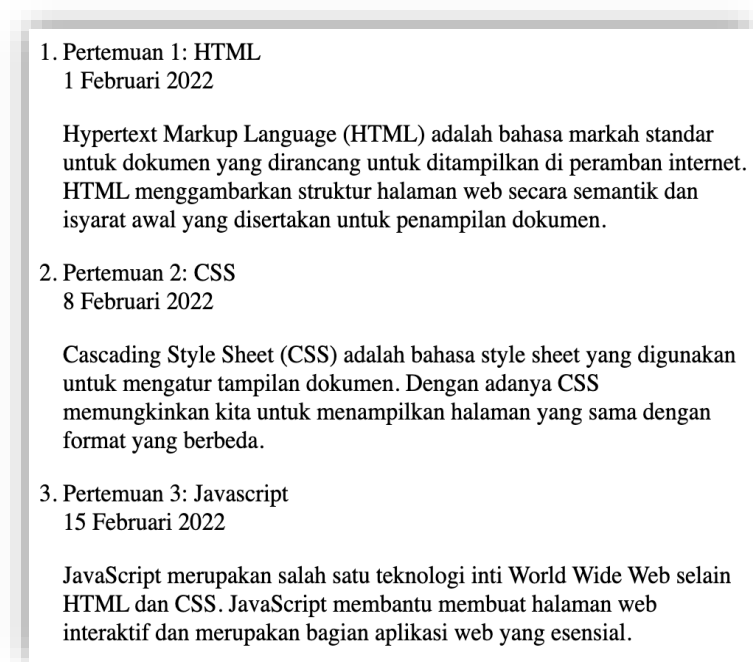 1. Pertemuan 1: HTML
1 Februari 2022
Hypertext Markup Language (HTML) adalah bahasa markah standar
untuk dokumen yang dirancang untuk ditampilkan di peramban internet.
HTML menggambarkan struktur halaman web secara semantik dan
isyarat awal yang disertakan untuk penampilan dokumen.
2. Pertemuan 2: CSS
8 Februari 2022
Cascading Style Sheet (CSS) adalah bahasa style sheet yang digunakan
untuk mengatur tampilan dokumen. Dengan adanya CSS
memungkinkan kita untuk menampilkan halaman yang sama dengan
format yang berbeda.
3. Pertemuan 3: Javascript
15 Februari 2022
JavaScript merupakan salah satu teknologi inti World Wide Web selain
HTML dan CSS. JavaScript membantu membuat halaman web
interaktif dan merupakan bagian aplikasi web yang esensial.